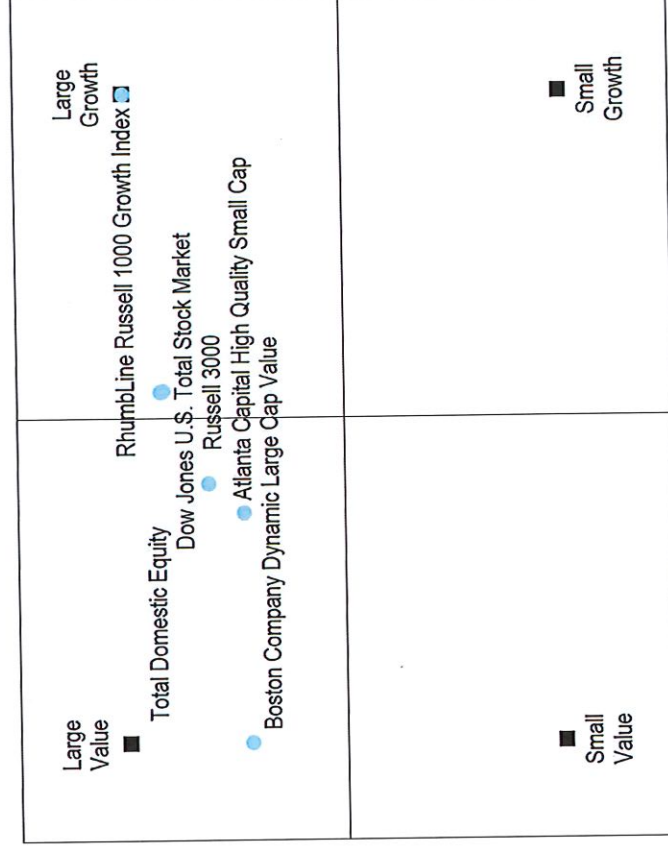 Large
Value
Large
Growth
RhumbLine Russell 1000 Growth Index
Total Domestic Equity
Dow Jones U.S. Total Stock Market
Russell 3000
Atlanta Capital High Quality Small Cap
Boston Company Dynamic Large Cap Value
Small
Value
Small
Growth